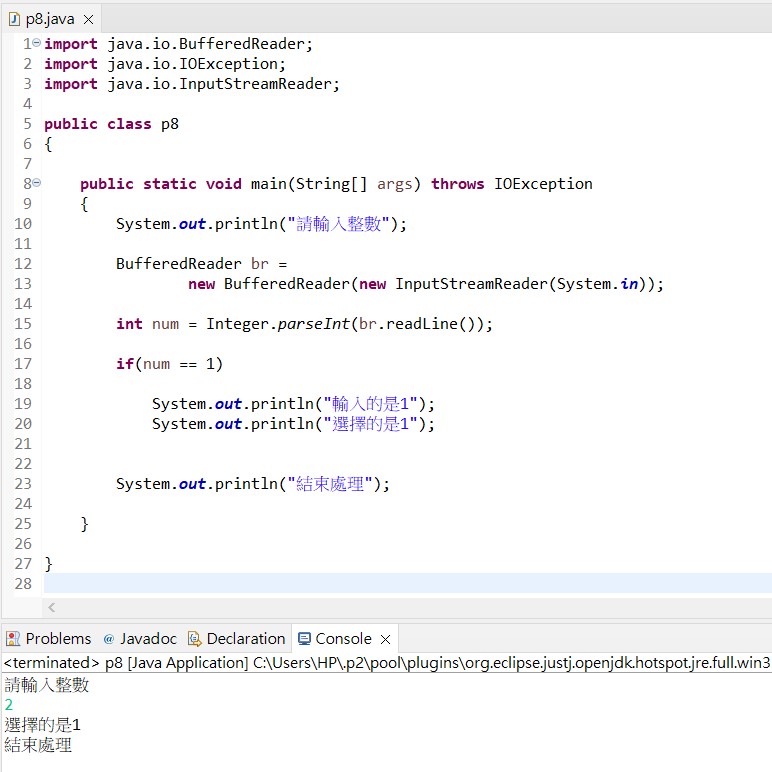 p8.java
1 import java.io.BufferedReader;
2 import java.io.IOException;
3 import java.io.InputStreamReader;
4
5 public class p8
6 {
7
8 public static void main(String[] args) throws IOException
9 {
10 System.out.println("請輸入整數");
11
12 BufferedReader br =
13 new BufferedReader(new InputStreamReader(System.in));
14
15 int num = Integer.parseInt(br.readLine());
16
17 if(num == 1)
18
19 System.out.println("輸入的是1");
20 System.out.println("選擇的是1");
21
22
23 System.out.println("結束處理");
24
25 }
26
27 }
28
Problems @ Javadoc Declaration Console
<terminated> p8 [Java Application] C:\Users\HP\.p2\pool\plugins\org.eclipse.justj.openjdk.hotspot.jre.full.win3
請輸入整數
2
選擇的是1
結束處理